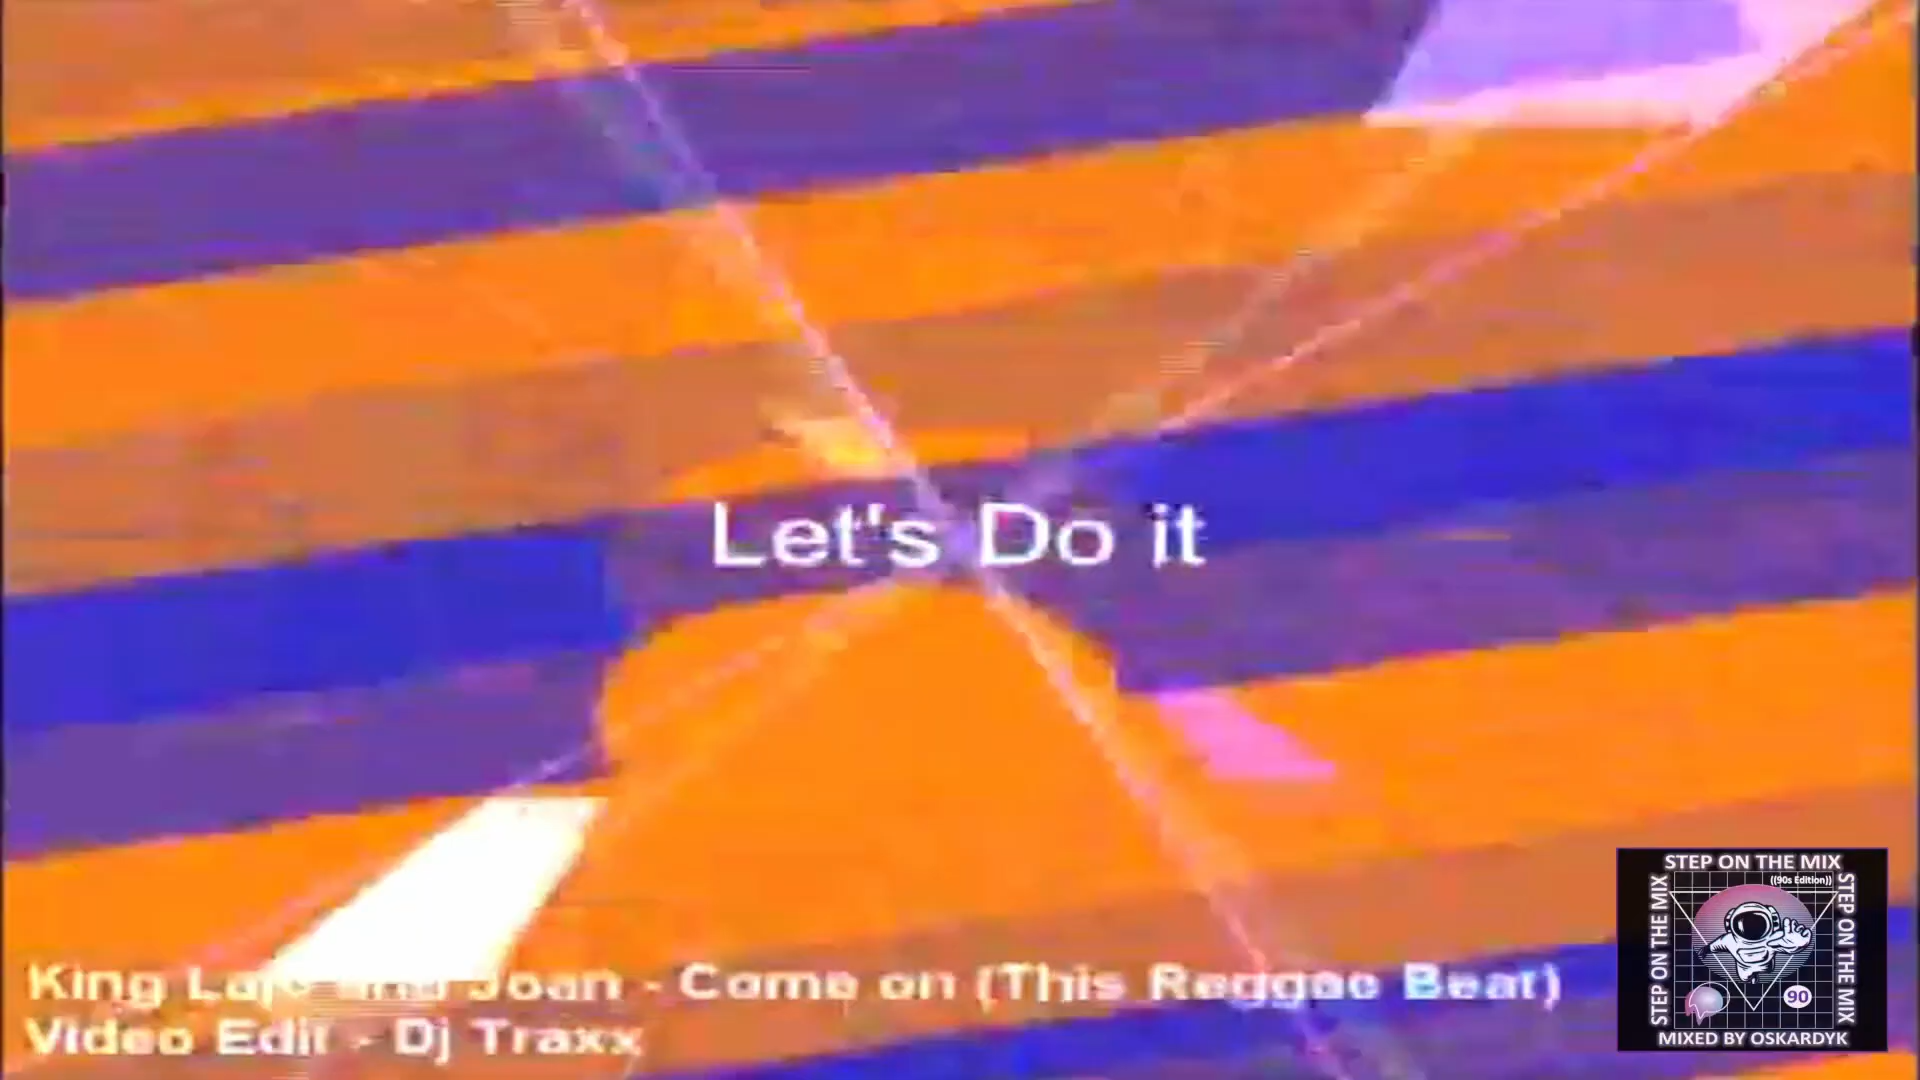 Let's Do it
King Lajo and Joan - Come on (This Reggae Beat)
Video Edit - Dj Traxx
STEP ON THE MIX
((90s Edition))
STEP ON THE MIX
STEP ON THE MIX
90
MIXED BY OSKARDYK